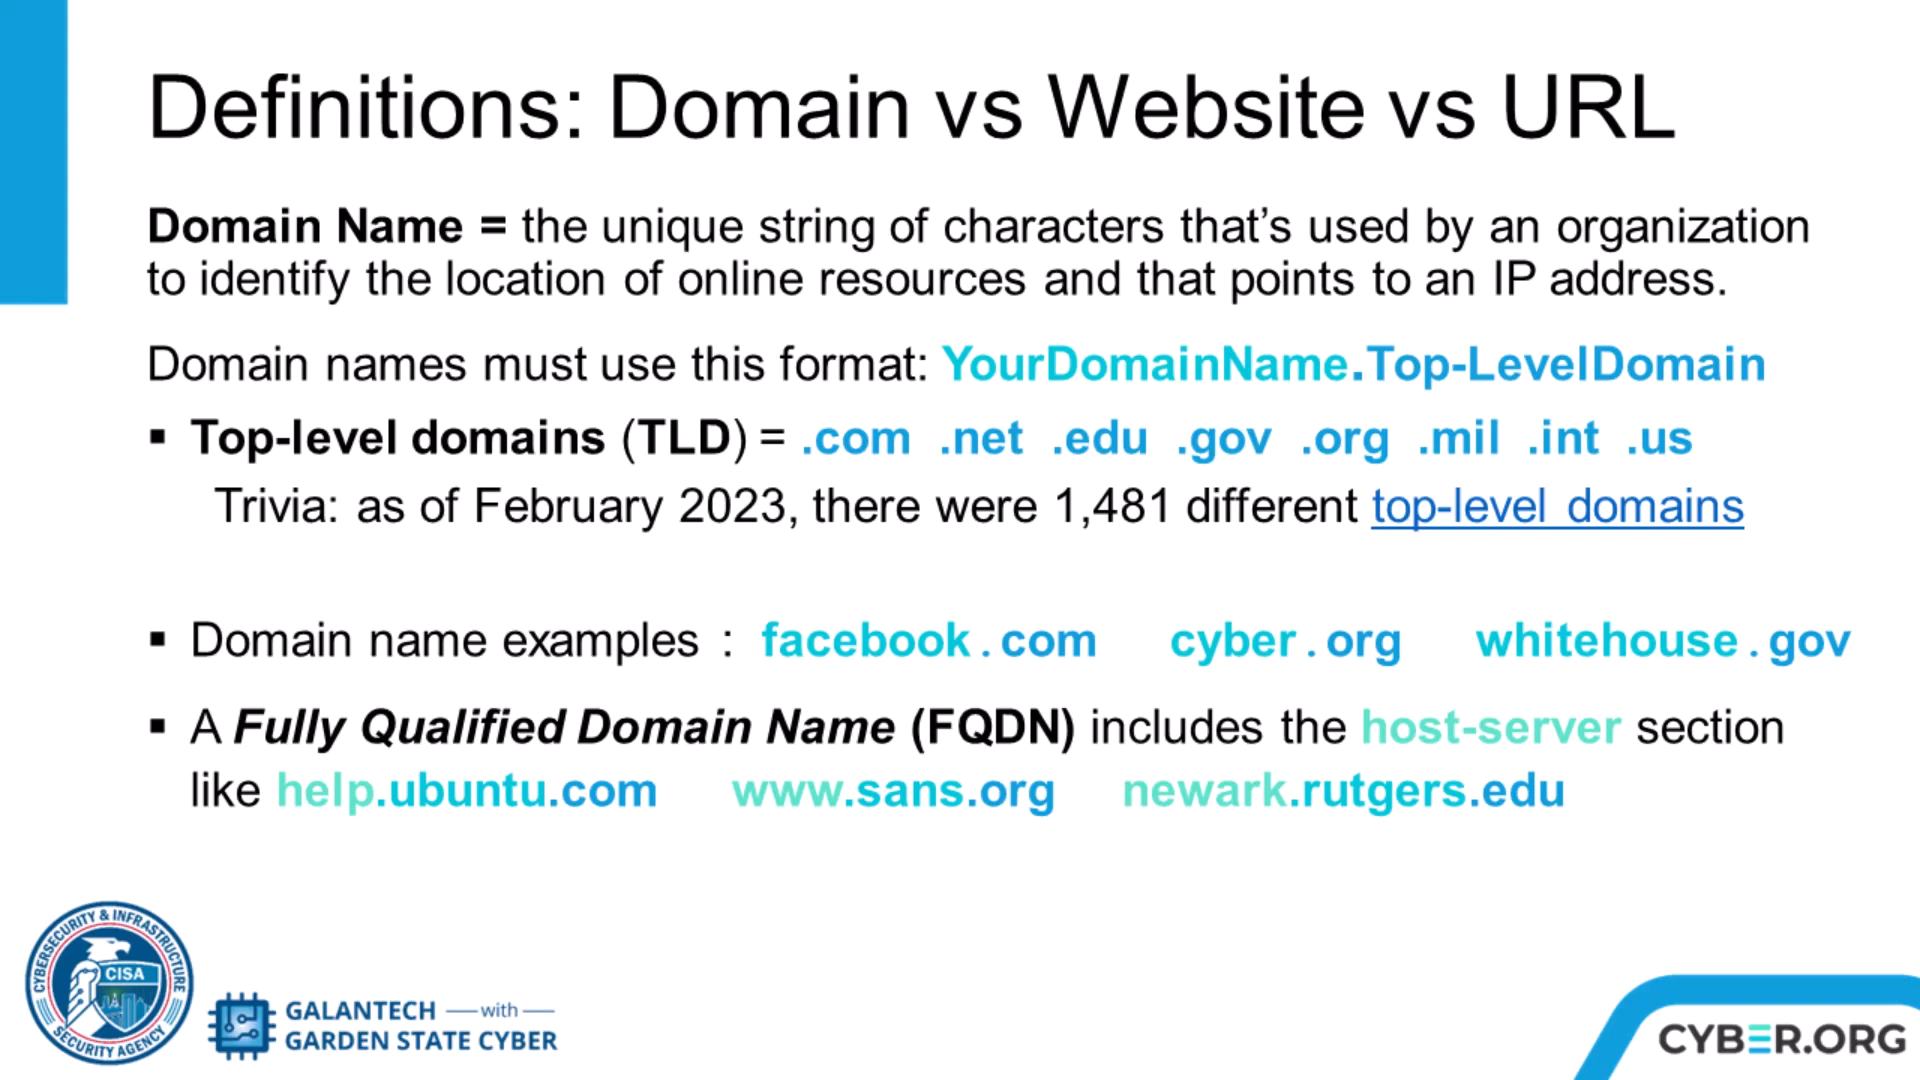 Definitions: Domain vs Website vs URL
Domain Name = the unique string of characters that’s used by an organization
to identify the location of online resources and that points to an IP address.
Domain names must use this format: YourDomainName.Top-LevelDomain
▪ Top-level domains (TLD) = .com .net .edu .gov .org .mil .int .us
Trivia: as of February 2023, there were 1,481 different top-level domains
▪ Domain name examples : facebook . com cyber . org whitehouse . gov
▪ A Fully Qualified Domain Name (FQDN) includes the host-server section
like help.ubuntu.com www.sans.org newark.rutgers.edu
CYBERSECURITY & INFRASTRUCTURE
CISA
SECURITY AGENCY
GALANTECH — with —
GARDEN STATE CYBER
CYBER.ORG